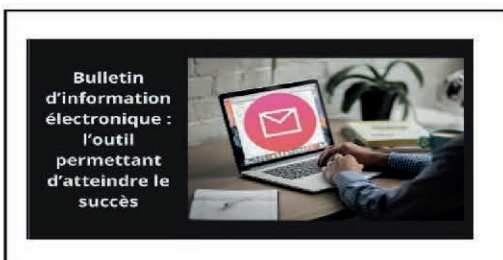 Bulletin
d'information
électronique :
l'outil
permettant
d'atteindre le
succès